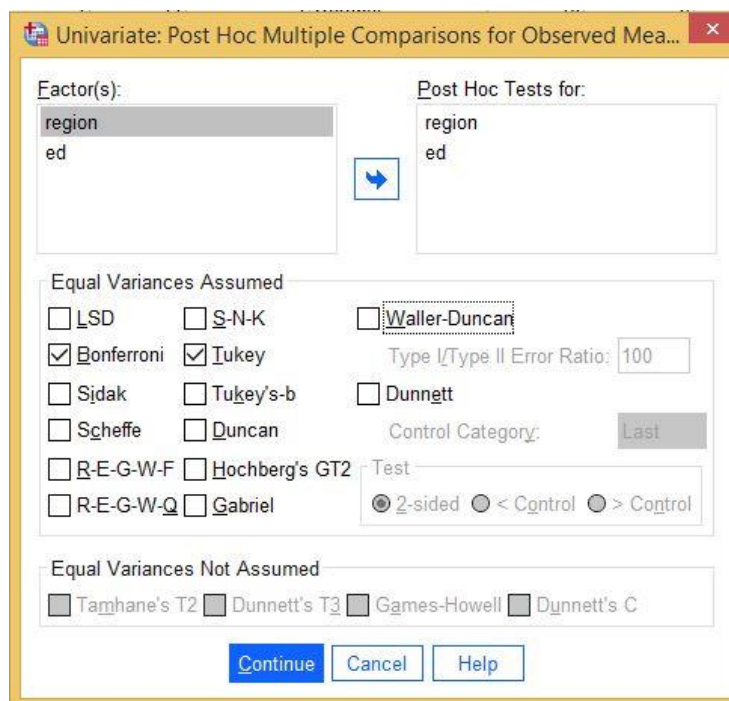 Univariate: Post Hoc Multiple Comparisons for Observed Mea...
Factor(s):
Post Hoc Tests for:
region
ed
region
ed
Equal Variances Assumed
LSD
S-N-K
Waller-Duncan
Bonferroni
Tukey
Type I/Type II Error Ratio: 100
Sidak
Tukey's-b
Dunnett
Scheffe
Duncan
Control Category: Last
R-E-G-W-F
Hochberg's GT2
Test
R-E-G-W-Q
Gabriel
2-sided
< Control
> Control
Equal Variances Not Assumed
Tamhane's T2
Dunnett's T3
Games-Howell
Dunnett's C
Continue
Cancel
Help